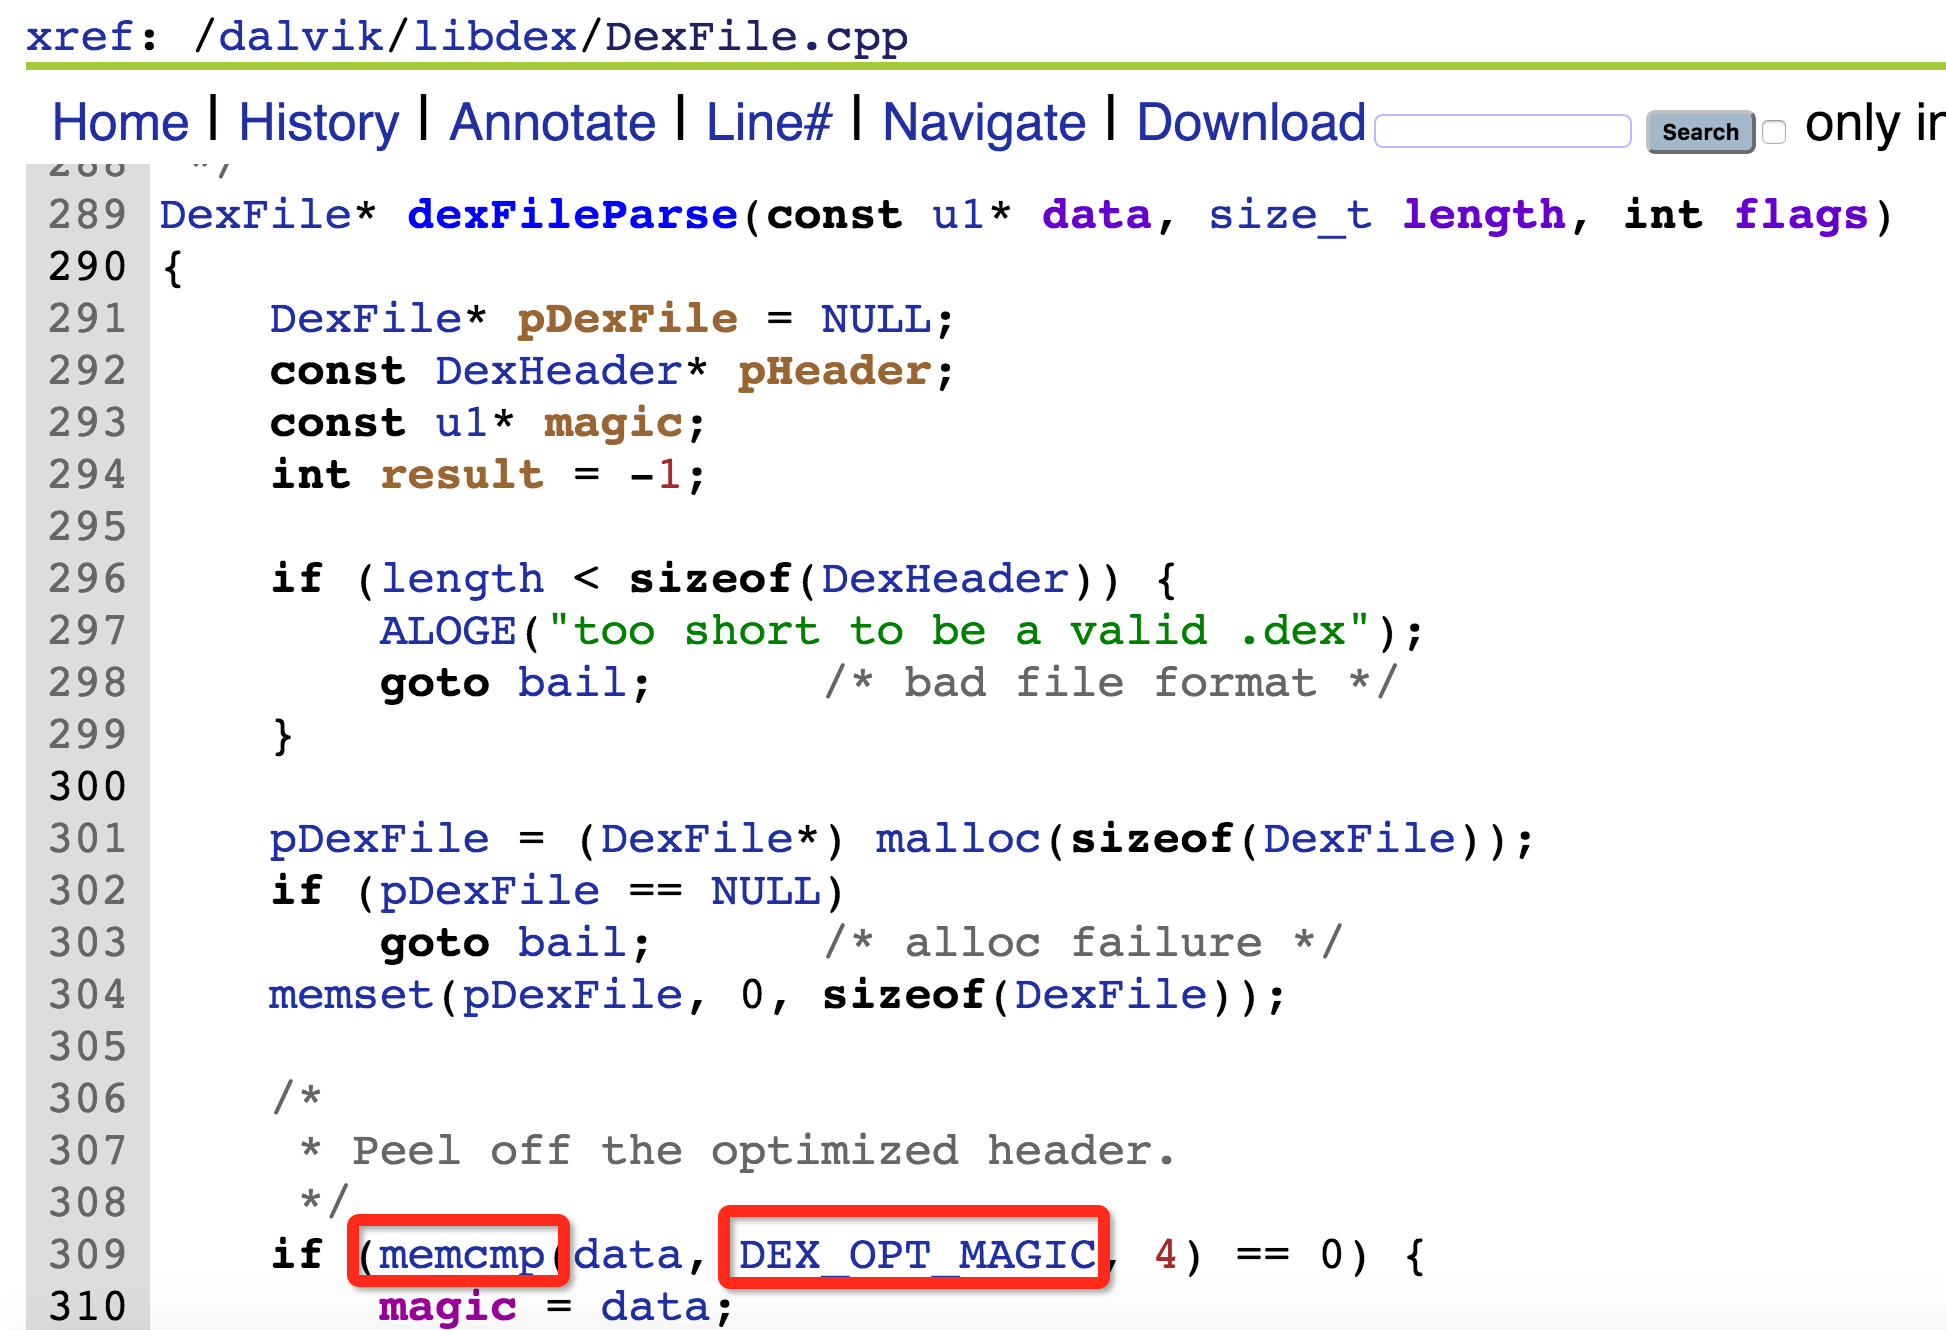 xref: /dalvik/libdex/DexFile.cpp
Home | History | Annotate | Line# | Navigate | Download Search only in
288 */
289 DexFile* dexFileParse(const u1* data, size_t length, int flags)
290 {
291     DexFile* pDexFile = NULL;
292     const DexHeader* pHeader;
293     const u1* magic;
294     int result = -1;
295
296     if (length < sizeof(DexHeader)) {
297         ALOGE("too short to be a valid .dex");
298         goto bail;      /* bad file format */
299     }
300
301     pDexFile = (DexFile*) malloc(sizeof(DexFile));
302     if (pDexFile == NULL)
303         goto bail;      /* alloc failure */
304     memset(pDexFile, 0, sizeof(DexFile));
305
306     /*
307      * Peel off the optimized header.
308      */
309     if (memcmp(data, DEX_OPT_MAGIC, 4) == 0) {
310         magic = data;